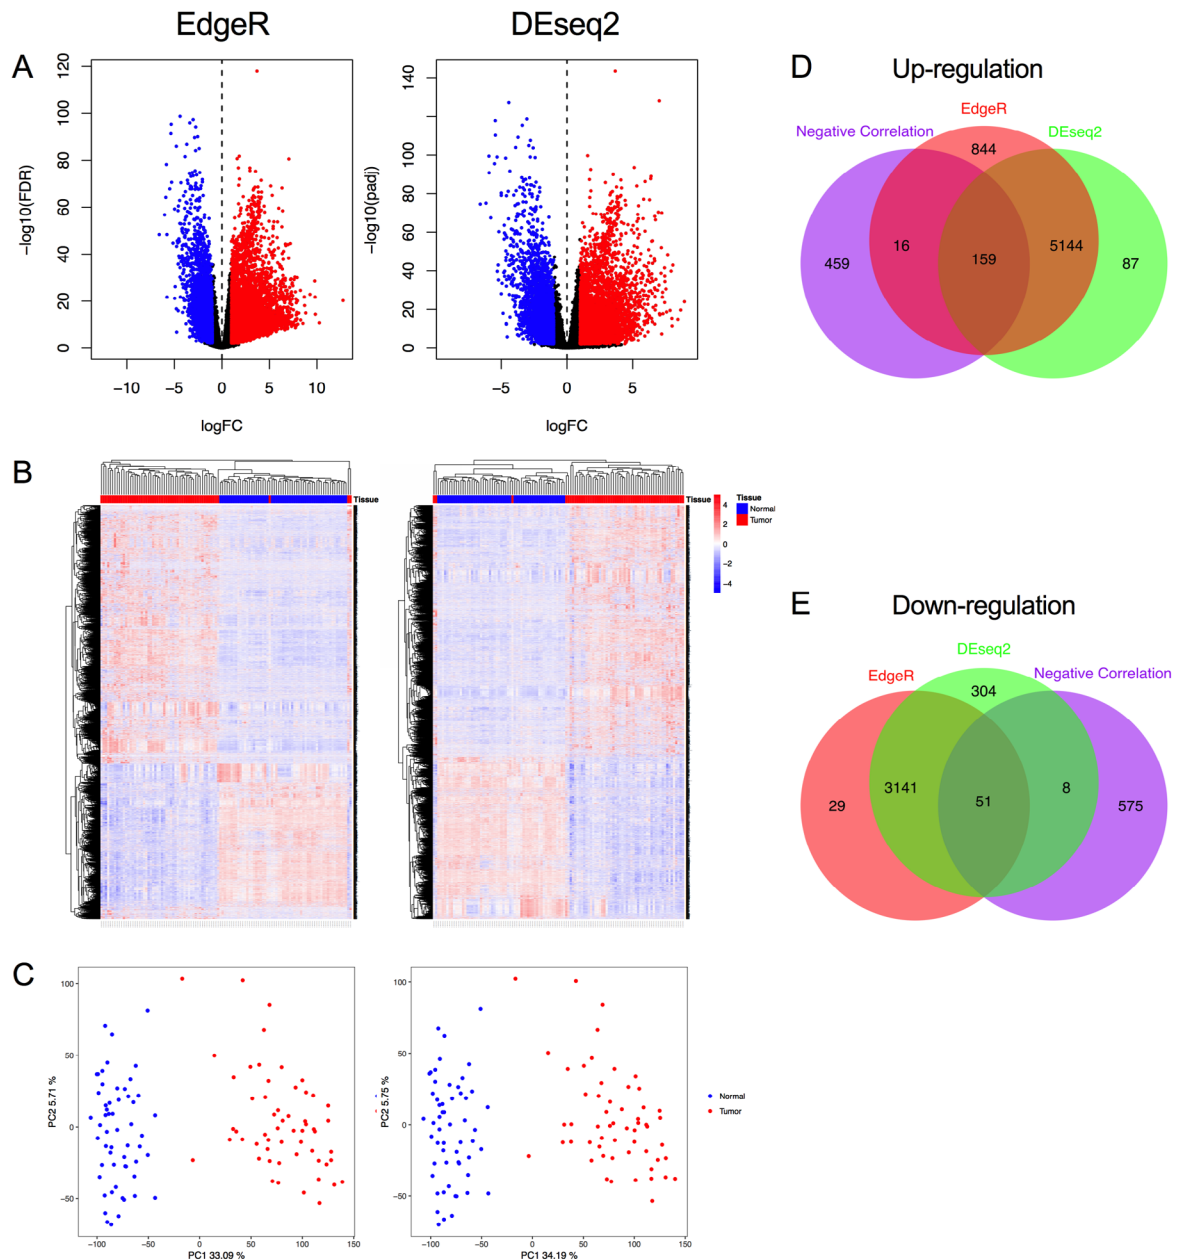 EdgeR
DEseq2
A
120
100
80
60
40
20
0
−log10(FDR)
−10
−5
0
5
10
logFC
140
100
80
60
40
20
0
−log10(padj)
−5
0
5
logFC
D
Up-regulation
EdgeR
Negative Correlation
DEseq2
844
459
16
159
5144
87
B
Tissue
Tissue
4
2
0
−2
−4
Tissue
Normal
Tumor
E
Down-regulation
DEseq2
EdgeR
Negative Correlation
304
29
3141
51
8
575
C
100
50
0
−50
PC2 5.71 %
−100
−50
0
50
100
150
PC1 33.09 %
100
50
0
−50
PC2 5.75 %
−100
−50
0
50
100
150
PC1 34.19 %
Normal
Tumor